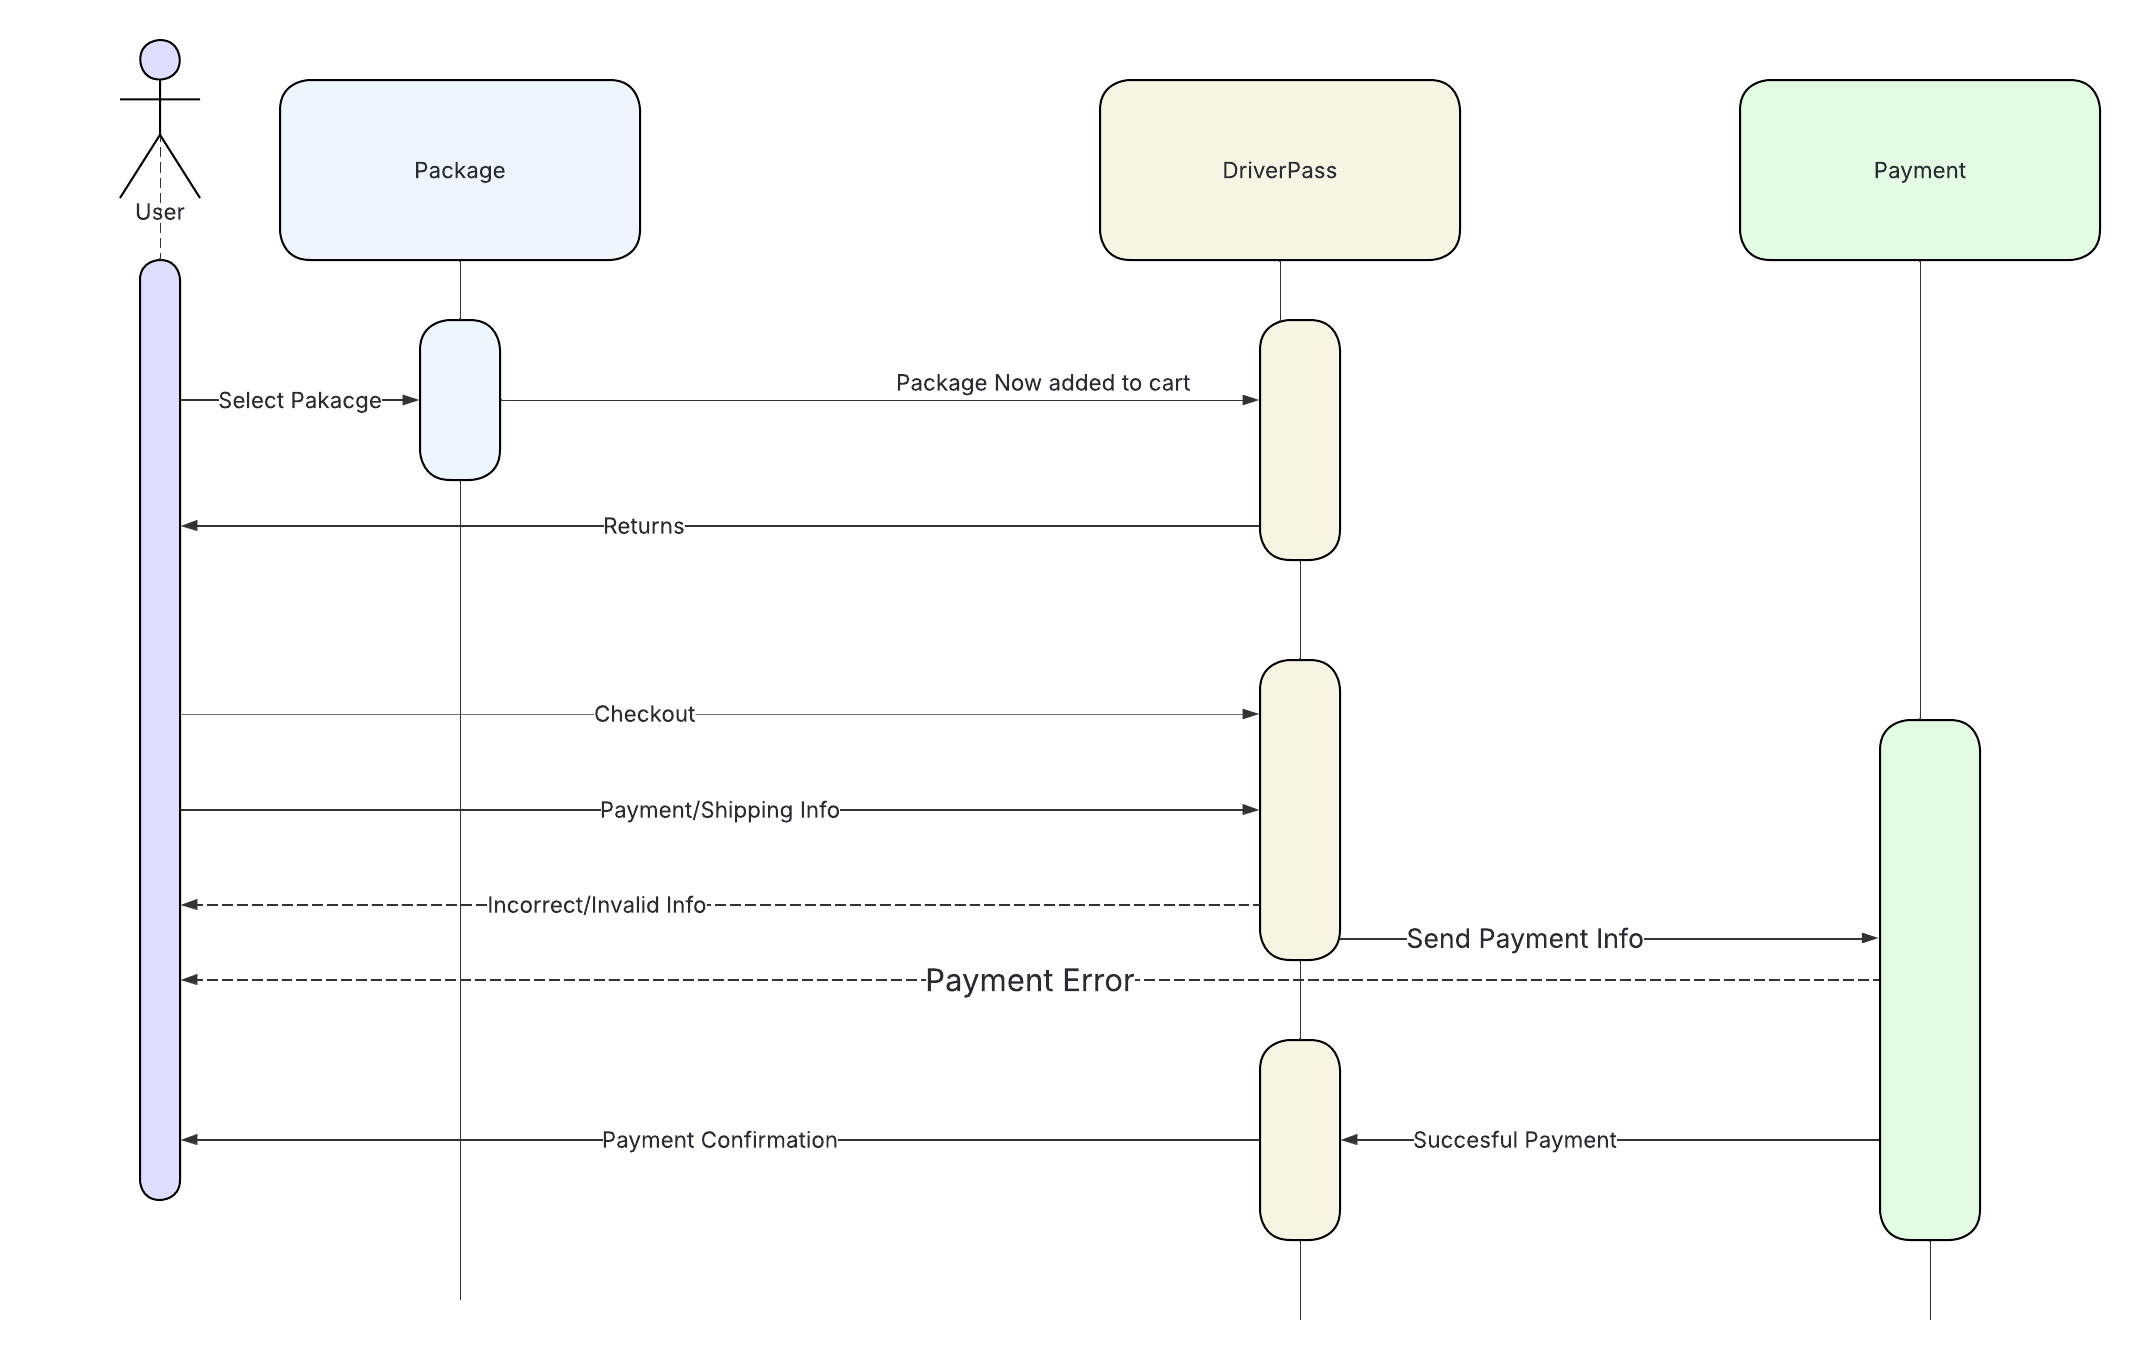 User
Package
DriverPass
Payment
Package Now added to cart
Select Pakacge
Returns
Checkout
Payment/Shipping Info
Incorrect/Invalid Info
Send Payment Info
Payment Error
Payment Confirmation
Succesful Payment